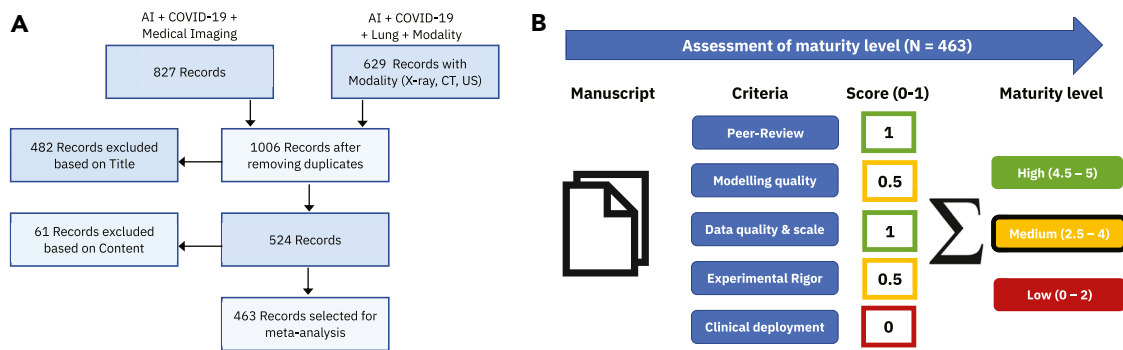 A
AI + COVID-19 +
Medical Imaging
827 Records
AI + COVID-19
+ Lung + Modality
629 Records with
Modality (X-ray, CT, US)
482 Records excluded
based on Title
1006 Records after
removing duplicates
61 Records excluded
based on Content
524 Records
463 Records selected for
meta-analysis
B
Assessment of maturity level (N = 463)
Manuscript
Criteria
Score (0-1)
Maturity level
Peer-Review
1
Modelling quality
0.5
Data quality & scale
1
Experimental Rigor
0.5
Clinical deployment
0
Σ
High (4.5 – 5)
Medium (2.5 – 4)
Low (0 – 2)